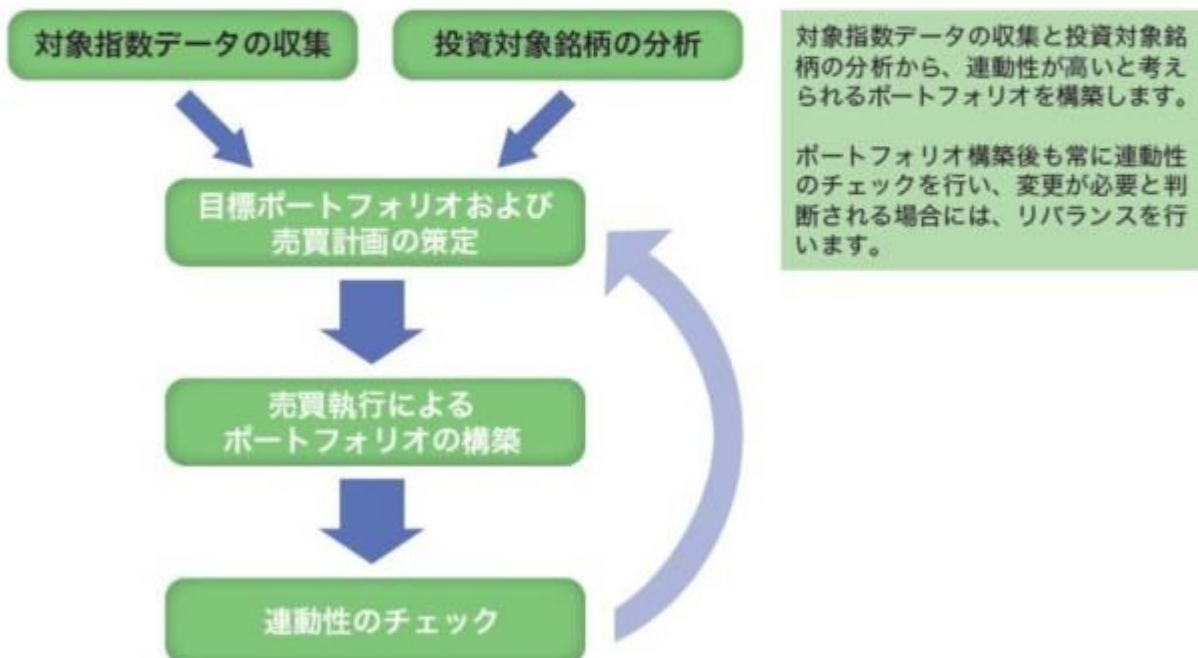 対象指数データの収集
投資対象銘柄の分析
対象指数データの収集と投資対象銘
柄の分析から、連動性が高いと考え
られるポートフォリオを構築します。
ポートフォリオ構築後も常に連動性
のチェックを行い、変更が必要と判
断される場合には、リバランスを行
います。
目標ポートフォリオおよび
売買計画の策定
売買執行による
ポートフォリオの構築
連動性のチェック